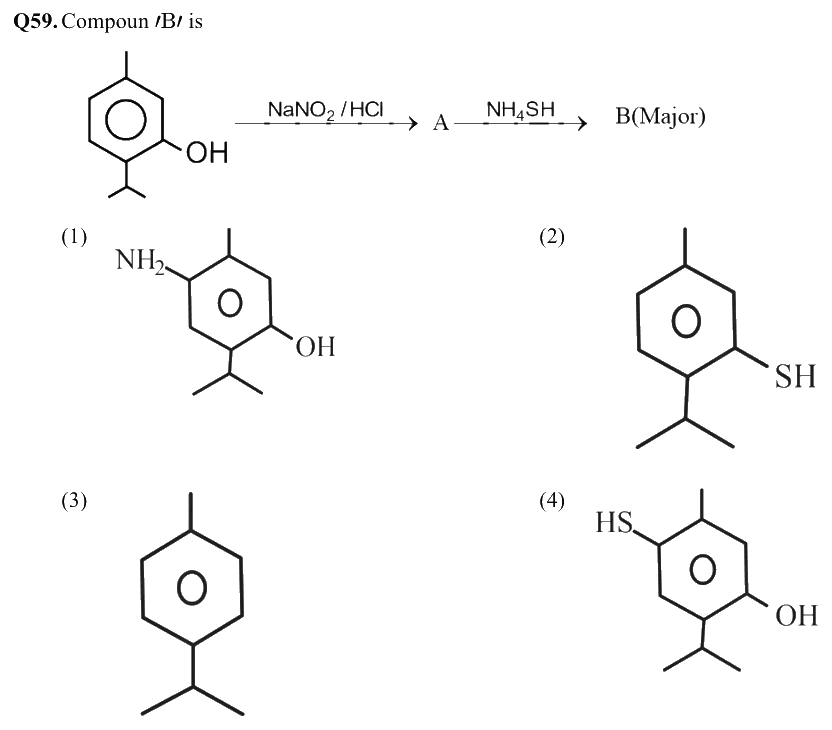 Q59. Compoun ′B′ is
NaNO₂ / HCl
A
NH₄SH
B(Major)
OH
(1)
NH₂
OH
(2)
SH
(3)
(4)
HS
OH